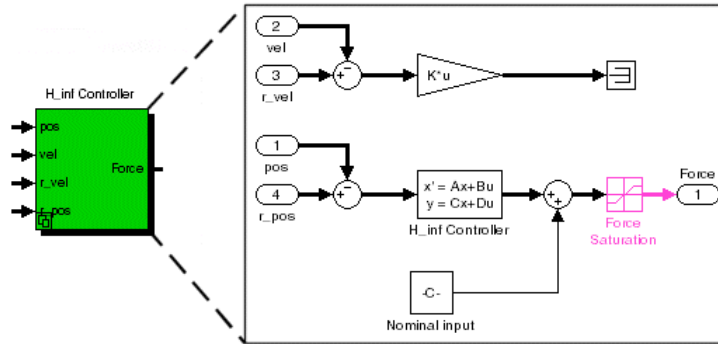 H_inf Controller
pos
vel
r_vel
r_pos
Force
2
vel
3
r_vel
+
−
K*u
1
pos
4
r_pos
+
−
x' = Ax+Bu
y = Cx+Du
H_inf Controller
+
+
-C-
Nominal input
Force
Saturation
Force
1